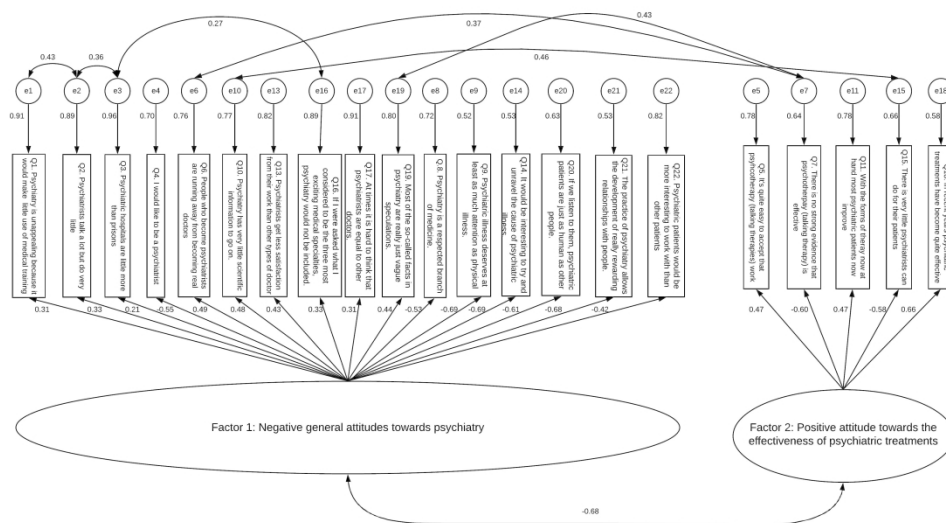 0.43
0.27
0.37
0.46
0.43
0.36
e1
e2
e3
e4
e6
e10
e13
e16
e17
e19
e8
e9
e14
e20
e21
e22
e5
e7
e11
e15
e18
0.91
0.89
0.96
0.70
0.76
0.77
0.82
0.89
0.91
0.80
0.72
0.52
0.53
0.63
0.53
0.82
0.78
0.64
0.78
0.66
0.58
Q1. Psychiatry is unappealing because it
would make little use of medical training
Q2. Psychiatrists talk a lot but do very
little
Q3. Psychiatric hospitals are little more
than prisons
Q4. I would like to be a psychiatrist
Q6. People who become psychiatrists
are running away from becoming real
doctors
Q10. Psychiatry has very little scientific
information to go on.
Q13. Psychiatrists get less satisfaction
from their work than other types of doctor
Q16. If I were asked what I
considered to be the three most
exciting medical specialties,
psychiatry would not be included.
Q17. At times it is hard to think that
psychiatrists are equal to other
doctors.
Q19. Most of the so-called facts in
psychiatry are really just vague
speculations.
Q.8. Psychiatry is a respected branch
of medicine.
Q9. Psychiatric illness deserves at
least as much attention as physical
illness.
Q14. It would be interesting to try and
unravel the cause of psychiatric
illness.
Q20. If we listen to them, psychiatric
patients are just as human as other
people.
Q21. The practice of psychiatry allows
the development of really rewarding
relationships with people.
Q22. Psychiatric patients would be
more interesting to work with than
other patients
Q5. It's quite easy to accept that
psyhcotherapy (talking therapies) work
Q7. There is no strong evidence that
psychotherpay (talking therapy) is
effective
Q11. With the forms of theray now at
hand most psychiatric patients now
improve
Q15. There is very little psychiatrists can
do for their patients
treatments have become quite effective
0.31
0.33
0.21
-0.55
0.49
0.48
0.43
0.33
0.31
0.44
-0.53
-0.69
-0.69
-0.61
-0.68
-0.42
0.47
-0.60
0.47
-0.58
0.66
Factor 1: Negative general attitudes towards psychiatry
Factor 2: Positive attitude towards the
effectiveness of psychiatric treatments
-0.68